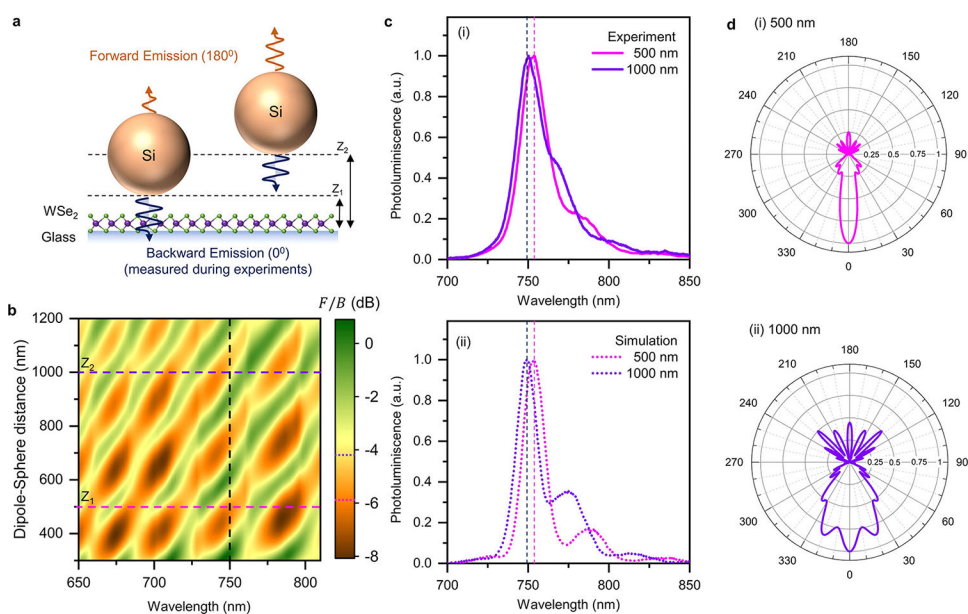 a
Forward Emission (180⁰)
Si
Si
Z₂
Z₁
WSe₂
Glass
Backward Emission (0⁰)
(measured during experiments)
b
F/B (dB)
1200
1000
800
600
400
Z₂
Z₁
Dipole-Sphere distance (nm)
650 700 750 800
Wavelength (nm)
0
-2
-4
-6
-8
c
(i)
Experiment
500 nm
1000 nm
1.0
0.8
0.6
0.4
0.2
0.0
Photoluminiscence (a.u.)
700 750 800 850
Wavelength (nm)
(ii)
Simulation
500 nm
1000 nm
1.0
0.8
0.6
0.4
0.2
0.0
Photoluminiscence (a.u.)
700 750 800 850
Wavelength (nm)
d
(i) 500 nm
180
210 150
240 120
270 0.25 0.5 0.75 1 90
300 60
330 30
0
(ii) 1000 nm
180
210 150
240 120
270 0.25 0.5 0.75 1 90
300 60
330 30
0